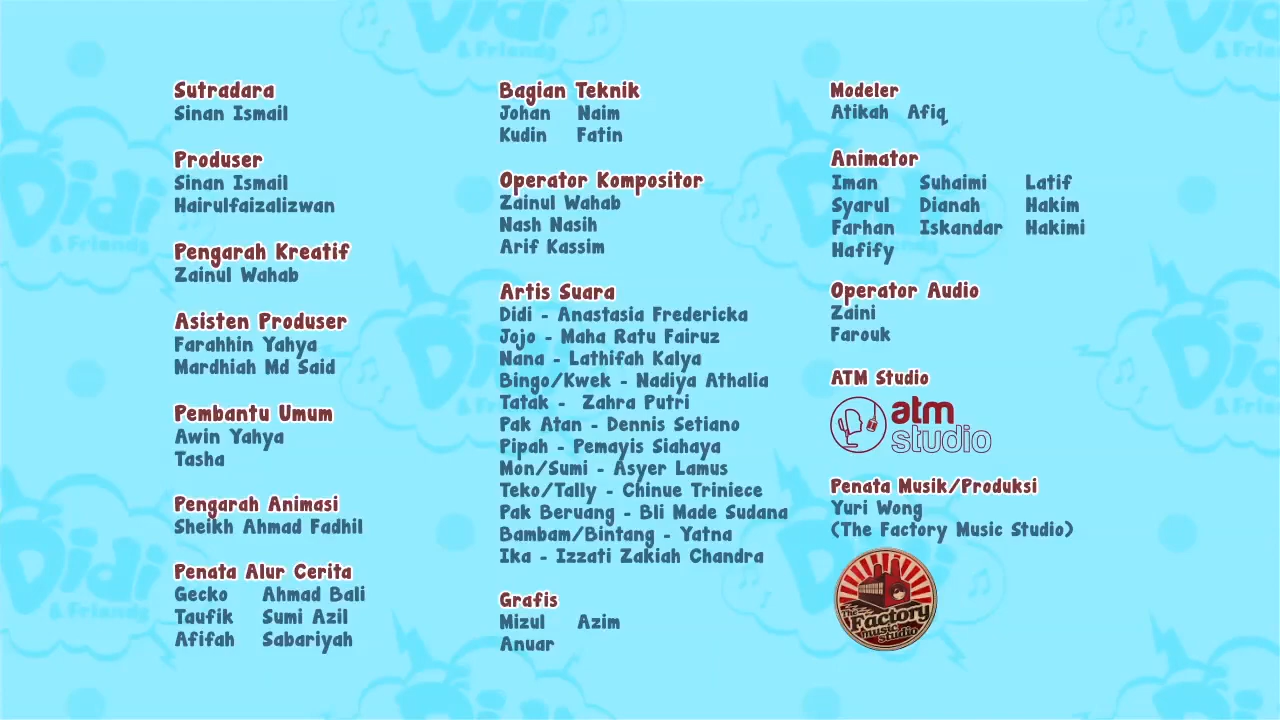 Sutradara
Sinan Ismail
Produser
Sinan Ismail
Hairulfaizalizwan
Pengarah Kreatif
Zainul Wahab
Asisten Produser
Farahhin Yahya
Mardhiah Md Said
Pembantu Umum
Awin Yahya
Tasha
Pengarah Animasi
Sheikh Ahmad Fadhil
Penata Alur Cerita
Gecko Ahmad Bali
Taufik Sumi Azil
Afifah Sabariyah
Bagian Teknik
Johan Naim
Kudin Fatin
Operator Kompositor
Zainul Wahab
Nash Nasih
Arif Kassim
Artis Suara
Didi - Anastasia Fredericka
Jojo - Maha Ratu Fairuz
Nana - Lathifah Kalya
Bingo/Kwek - Nadiya Athalia
Tatak - Zahra Putri
Pak Atan - Dennis Setiano
Pipah - Pemayis Siahaya
Mon/Sumi - Asyer Lamus
Teko/Tally - Chinue Triniece
Pak Beruang - Bli Made Sudana
Bambam/Bintang - Yatna
Ika - Izzati Zakiah Chandra
Grafis
Mizul Azim
Anuar
Modeler
Atikah Afiq
Animator
Iman Suhaimi Latif
Syarul Dianah Hakim
Farhan Iskandar Hakimi
Hafify
Operator Audio
Zaini
Farouk
ATM Studio
atm
studio
Penata Musik/Produksi
Yuri Wong
(The Factory Music Studio)
The
Factory
music
studio
Didi
& Friends